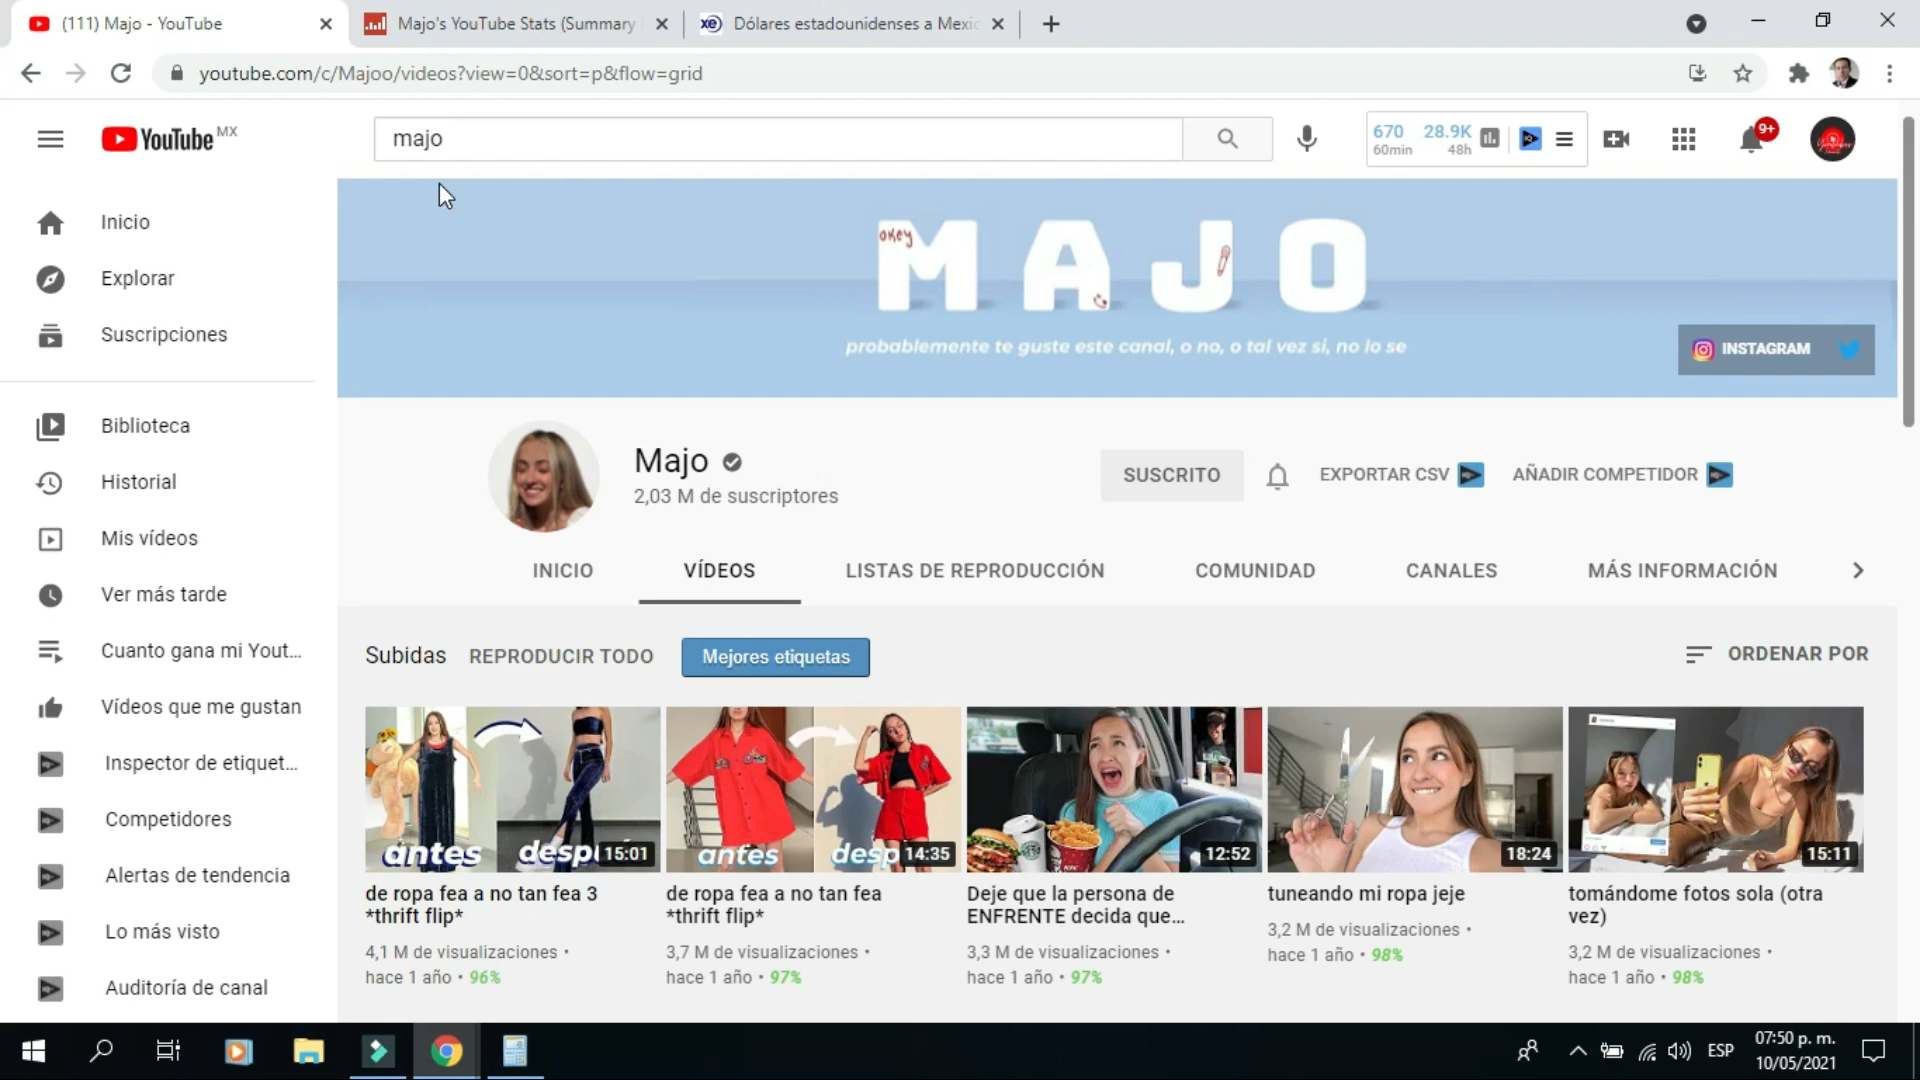 (111) Majo - YouTube
Majo's YouTube Stats (Summary
xe
Dólares estadounidenses a Mexic
youtube.com/c/Majoo/videos?view=0&sort=p&flow=grid
YouTube MX
majo
670
60min
28.9K
48h
9+
Inicio
Explorar
Suscripciones
Biblioteca
Historial
Mis vídeos
Ver más tarde
Cuanto gana mi Yout...
Vídeos que me gustan
Inspector de etiquet...
Competidores
Alertas de tendencia
Lo más visto
Auditoría de canal
okey
MAJO
probablemente te guste este canal, o no, o tal vez si, no lo se
INSTAGRAM
Majo
2,03 M de suscriptores
SUSCRITO
EXPORTAR CSV
AÑADIR COMPETIDOR
INICIO
VÍDEOS
LISTAS DE REPRODUCCIÓN
COMUNIDAD
CANALES
MÁS INFORMACIÓN
Subidas
REPRODUCIR TODO
Mejores etiquetas
ORDENAR POR
antes
despu
15:01
antes
desp
14:35
KFC
12:52
18:24
15:11
de ropa fea a no tan fea 3
*thrift flip*
4,1 M de visualizaciones •
hace 1 año • 96%
de ropa fea a no tan fea
*thrift flip*
3,7 M de visualizaciones •
hace 1 año • 97%
Deje que la persona de
ENFRENTE decida que...
3,3 M de visualizaciones •
hace 1 año • 97%
tuneando mi ropa jeje
3,2 M de visualizaciones •
hace 1 año • 98%
tomándome fotos sola (otra
vez)
3,2 M de visualizaciones •
hace 1 año • 98%
ESP
07:50 p. m.
10/05/2021